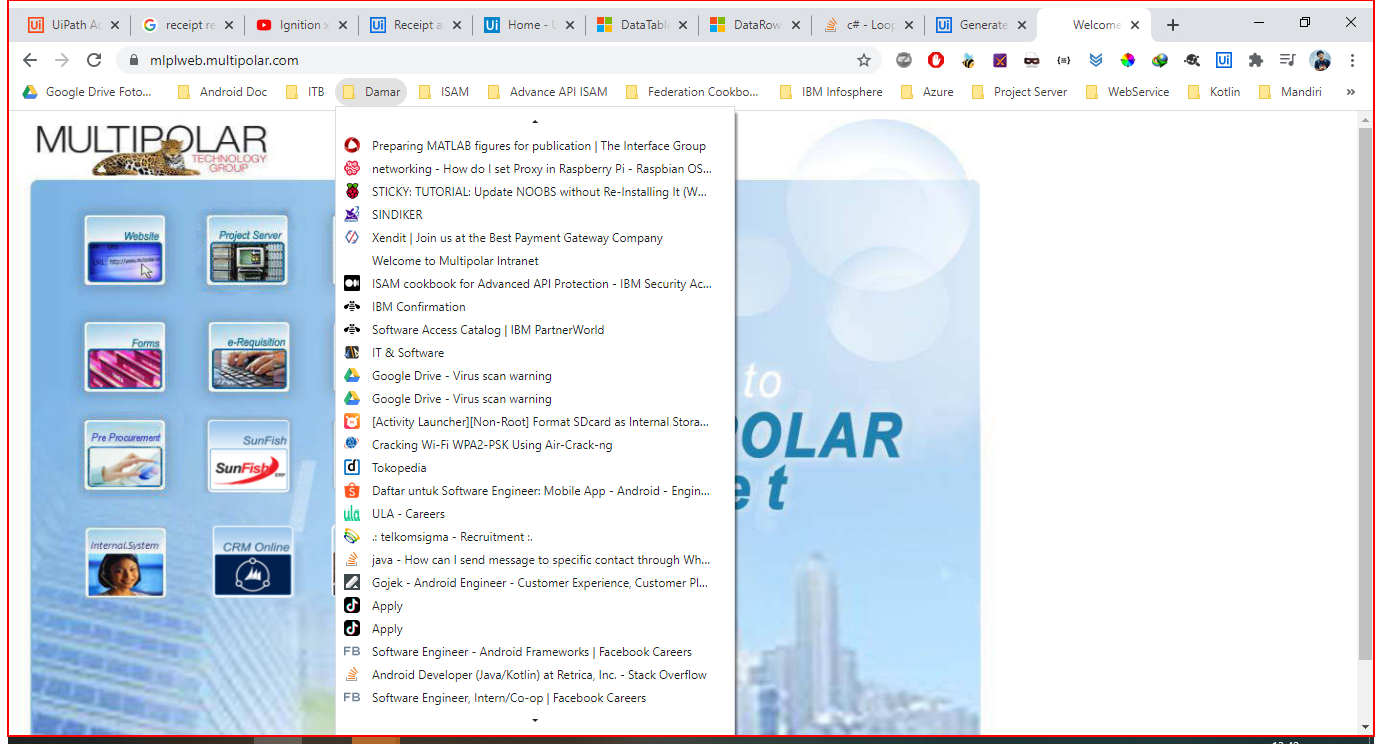 UiPath Ac
receipt re
Ignition x
Receipt a
Home - U
DataTabl
DataRow
c# - Loop
Generate
Welcome
mlplweb.multipolar.com
Google Drive Foto...
Android Doc
ITB
Damar
ISAM
Advance API ISAM
Federation Cookbo...
IBM Infosphere
Azure
Project Server
WebService
Kotlin
Mandiri
»
MULTIPOLAR
TECHNOLOGY
GROUP
Website
Project Server
Forms
e-Requisition
Pre Procurement
SunFish
SunFish ERP
Internal.System
CRM Online
Preparing MATLAB figures for publication | The Interface Group
networking - How do I set Proxy in Raspberry Pi - Raspbian OS...
STICKY: TUTORIAL: Update NOOBS without Re-Installing It (W...
SINDIKER
Xendit | Join us at the Best Payment Gateway Company
Welcome to Multipolar Intranet
ISAM cookbook for Advanced API Protection - IBM Security Ac...
IBM Confirmation
Software Access Catalog | IBM PartnerWorld
IT & Software
Google Drive - Virus scan warning
Google Drive - Virus scan warning
[Activity Launcher][Non-Root] Format SDcard as Internal Stora...
Cracking Wi-Fi WPA2-PSK Using Air-Crack-ng
Tokopedia
Daftar untuk Software Engineer: Mobile App - Android - Engin...
ula ULA - Careers
.: telkomsigma - Recruitment :.
java - How can I send message to specific contact through Wh...
Gojek - Android Engineer - Customer Experience, Customer Pl...
Apply
Apply
FB Software Engineer - Android Frameworks | Facebook Careers
Android Developer (Java/Kotlin) at Retrica, Inc. - Stack Overflow
FB Software Engineer, Intern/Co-op | Facebook Careers
to
OLAR
et